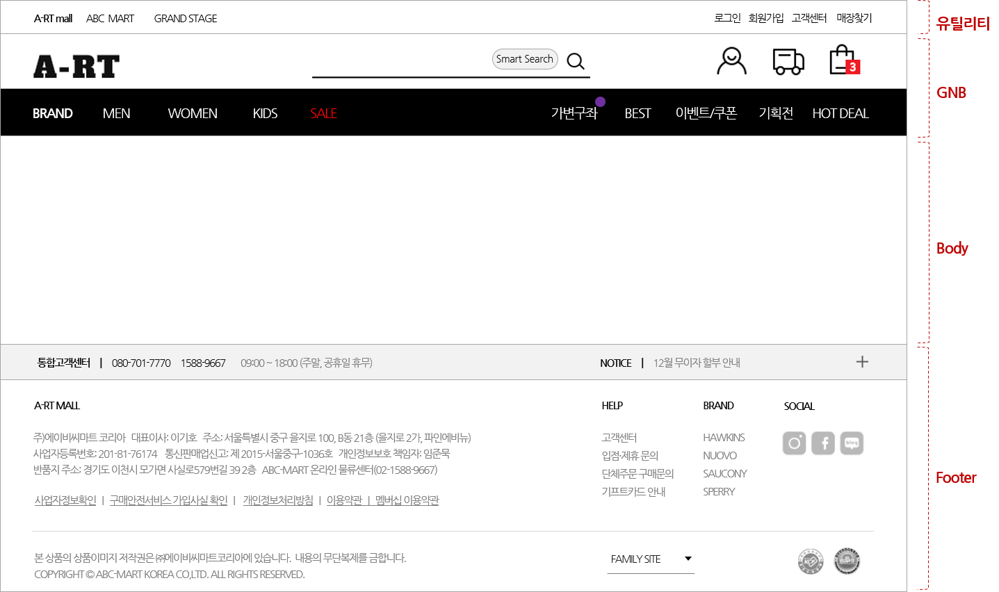 A-RT mall ABC MART GRAND STAGE 로그인 회원가입 고객센터 매장찾기
유틸리티
A-RT Smart Search 3
GNB
BRAND MEN WOMEN KIDS SALE 가변구좌 BEST 이벤트/쿠폰 기획전 HOT DEAL
Body
통합고객센터 | 080-701-7770 1588-9667 09:00 ~ 18:00 (주말, 공휴일 휴무) NOTICE | 12월 무이자 할부 안내 +
A-RT MALL
주)에이비씨마트 코리아 대표이사: 이기호 주소: 서울특별시 중구 을지로 100, B동 21층 (을지로 2가, 파인에비뉴)
사업자등록번호: 201-81-76174 통신판매업신고: 제 2015-서울중구-1036호 개인정보보호 책임자: 임준묵
반품지 주소: 경기도 이천시 모가면 사실로579번길 39 2층 ABC-MART 온라인 물류센터(02-1588-9667)
사업자정보확인 | 구매안전서비스 가입사실 확인 | 개인정보처리방침 | 이용약관 | 멤버십 이용약관
HELP
고객센터
입점·제휴 문의
단체주문 구매문의
기프트카드 안내
BRAND
HAWKINS
NUOVO
SAUCONY
SPERRY
SOCIAL
blog
Footer
본 상품의 상품이미지 저작권은 ㈜에이비씨마트코리아에 있습니다. 내용의 무단복제를 금합니다.
COPYRIGHT © ABC-MART KOREA CO,LTD. ALL RIGHTS RESERVED.
FAMILY SITE